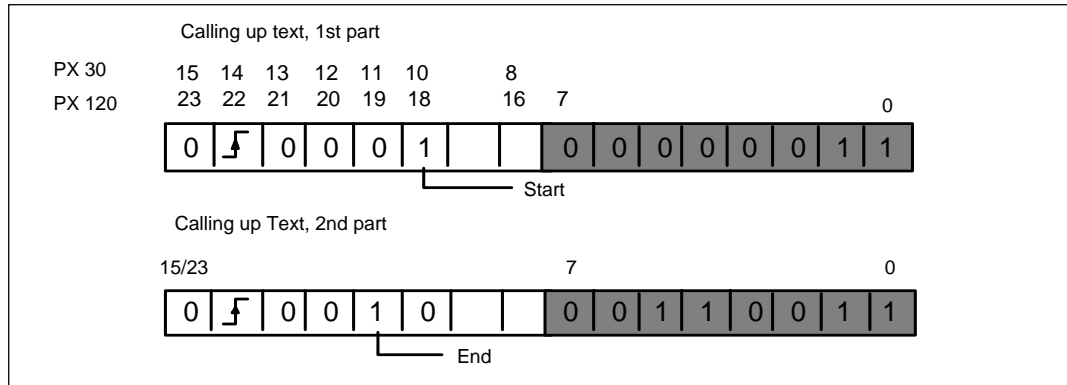 Calling up text, 1st part
PX 30 15 14 13 12 11 10 8
PX 120 23 22 21 20 19 18 16 7 0
0 0 0 0 1 0 0 0 0 0 0 1 1
Start
Calling up Text, 2nd part
15/23 7 0
0 0 0 1 0 0 0 1 1 0 0 1 1
End